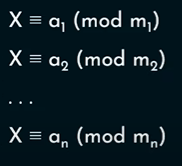 X ≡ a₁ (mod m₁)
X ≡ a₂ (mod m₂)
...
X ≡ aₙ (mod mₙ)